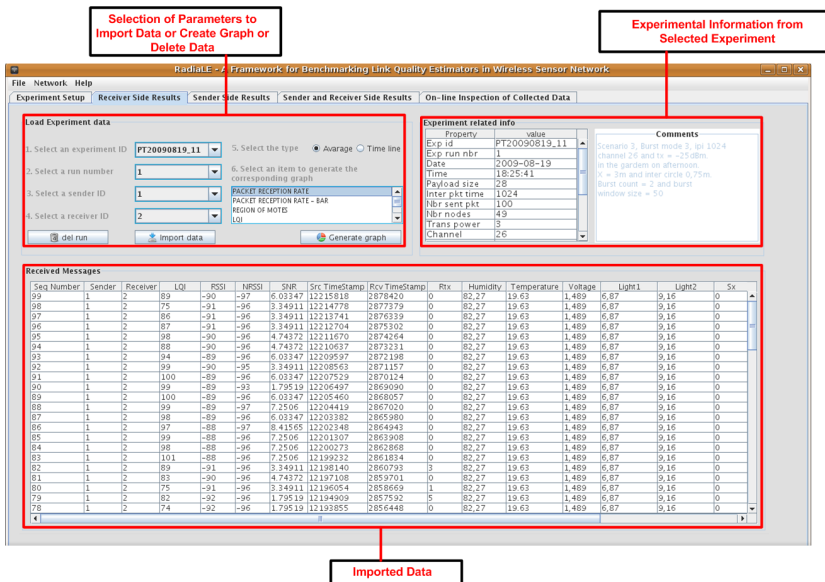 Selection of Parameters to
Import Data or Create Graph or
Delete Data
Experimental Information from
Selected Experiment
RadiaLE - A Framework for Benchmarking Link Quality Estimators in Wireless Sensor Network
File Network Help
Experiment Setup Receiver Side Results Sender Side Results Sender and Receiver Side Results On-line Inspection of Collected Data
Load Experiment data
1. Select an experiment ID PT20090819_11
2. Select a run number 1
3. Select a sender ID 1
4. Select a receiver ID 2
5. Select the type Avarage Time line
6. Select an item to generate the
corresponding graph
PACKET RECEPTION RATE
PACKET RECEPTION RATE - BAR
REGION OF MOTES
LQI
del run Import data Generate graph
Experiment related info
Property value
Exp id PT20090819_11
Exp run nbr 1
Date 2009-08-19
Time 18:25:41
Payload size 28
Inter pkt time 1024
Nbr sent pkt 100
Nbr nodes 49
Trans power 3
Channel 26
Comments
Scenario 3, Burst mode 3, ipi 1024
channel 26 and tx = -25dBm.
in the gardem on afternoon.
X = 3m and inter circle 0,75m.
Burst count = 2 and burst
window size = 50
Received Messages
Seq Number Sender Receiver LQI RSSI NRSSI SNR Src TimeStamp Rcv TimeStamp Rtx Humidity Temperature Voltage Light1 Light2 Sx
99 1 2 89 -90 -97 6.03347 12215818 2878420 0 82,27 19.63 1,489 6,87 9,16 0
98 1 2 75 -91 -96 3.34911 12214778 2877379 0 82,27 19.63 1,489 6,87 9,16 0
97 1 2 86 -91 -96 3.34911 12213741 2876339 0 82,27 19.63 1,489 6,87 9,16 0
96 1 2 87 -91 -96 3.34911 12212704 2875302 0 82,27 19.63 1,489 6,87 9,16 0
95 1 2 98 -90 -96 4.74372 12211670 2874264 0 82,27 19.63 1,489 6,87 9,16 0
94 1 2 88 -90 -96 4.74372 12210637 2873231 0 82,27 19.63 1,489 6,87 9,16 0
93 1 2 94 -89 -96 6.03347 12209597 2872198 0 82,27 19.63 1,489 6,87 9,16 0
92 1 2 99 -90 -95 3.34911 12208563 2871157 0 82,27 19.63 1,489 6,87 9,16 0
91 1 2 100 -89 -96 6.03347 12207529 2870124 0 82,27 19.63 1,489 6,87 9,16 0
90 1 2 99 -89 -93 1.79519 12206497 2869090 0 82,27 19.63 1,489 6,87 9,16 0
89 1 2 100 -89 -96 6.03347 12205460 2868057 0 82,27 19.63 1,489 6,87 9,16 0
88 1 2 99 -89 -97 7.2506 12204419 2867020 0 82,27 19.63 1,489 6,87 9,16 0
87 1 2 98 -89 -96 6.03347 12203382 2865980 0 82,27 19.63 1,489 6,87 9,16 0
86 1 2 97 -88 -97 8.41565 12202348 2864943 0 82,27 19.63 1,489 6,87 9,16 0
85 1 2 99 -88 -96 7.2506 12201307 2863908 0 82,27 19.63 1,489 6,87 9,16 0
84 1 2 98 -88 -96 7.2506 12200273 2862868 0 82,27 19.63 1,489 6,87 9,16 0
83 1 2 101 -88 -96 7.2506 12199232 2861834 0 82,27 19.63 1,489 6,87 9,16 0
82 1 2 89 -91 -96 3.34911 12198140 2860793 3 82,27 19.63 1,489 6,87 9,16 0
81 1 2 83 -90 -96 4.74372 12197108 2859701 0 82,27 19.63 1,489 6,87 9,16 0
80 1 2 75 -91 -96 3.34911 12196054 2858669 1 82,27 19.63 1,489 6,87 9,16 0
79 1 2 82 -92 -96 1.79519 12194909 2857592 5 82,27 19.63 1,489 6,87 9,16 0
78 1 2 74 -92 -96 1.79519 12193855 2856448 0 82,27 19.63 1,489 6,87 9,16 0
Imported Data